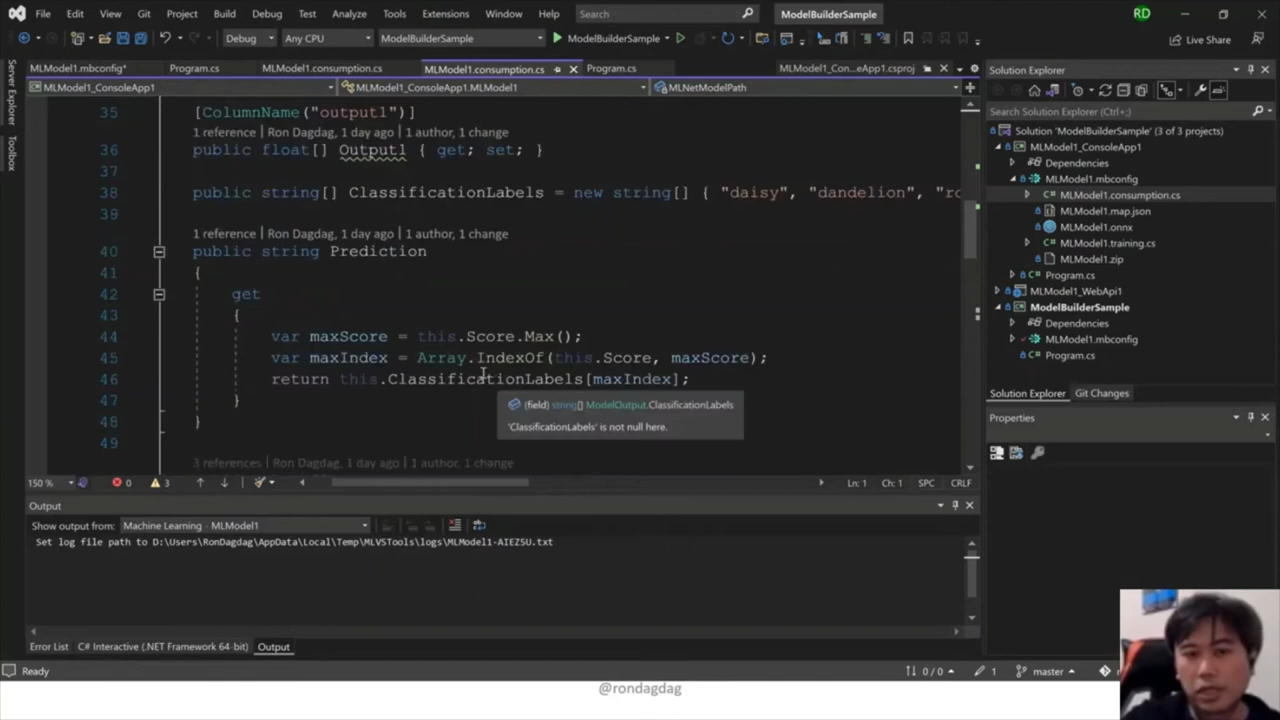 File Edit View Git Project Build Debug Test Analyze Tools Extensions Window Help Search ModelBuilderSample RD
Debug Any CPU ModelBuilderSample ModelBuilderSample Live Share
MLModel1.mbconfig* Program.cs MLModel1.consumption.cs MLModel1.consumption.cs Program.cs MLModel1_Con...eApp1.csproj
MLModel1_ConsoleApp1 MLModel1_ConsoleApp1.MLModel1 MLNetModelPath
Server Explorer
Toolbox
35 [ColumnName("output1")]
1 reference | Ron Dagdag, 1 day ago | 1 author, 1 change
36 public float[] Output1 { get; set; }
37
38 public string[] ClassificationLabels = new string[] { "daisy", "dandelion", "ro
39
1 reference | Ron Dagdag, 1 day ago | 1 author, 1 change
40 public string Prediction
41 {
42 get
43 {
44 var maxScore = this.Score.Max();
45 var maxIndex = Array.IndexOf(this.Score, maxScore);
46 return this.ClassificationLabels[maxIndex];
47 }
48 }
49
(field) string[] ModelOutput.ClassificationLabels
'ClassificationLabels' is not null here.
3 references | Ron Dagdag, 1 day ago | 1 author, 1 change
150 % 0 3 Ln: 1 Ch: 1 SPC CRLF
Output
Show output from: Machine Learning - MLModel1
Set log file path to D:\Users\RonDagdag\AppData\Local\Temp\MLVSTools\logs\MLModel1-AIEZ5U.txt
Error List C# Interactive (.NET Framework 64-bit) Output
Solution Explorer
Search Solution Explorer (Ctrl+;)
Solution 'ModelBuilderSample' (3 of 3 projects)
MLModel1_ConsoleApp1
Dependencies
MLModel1.mbconfig
C# MLModel1.consumption.cs
MLModel1.map.json
MLModel1.onnx
C# MLModel1.training.cs
MLModel1.zip
C# Program.cs
MLModel1_WebApi1
ModelBuilderSample
Dependencies
MLModel1.mbconfig
C# Program.cs
Solution Explorer Git Changes
Properties
Ready 0 / 0 1 master
@rondagdag